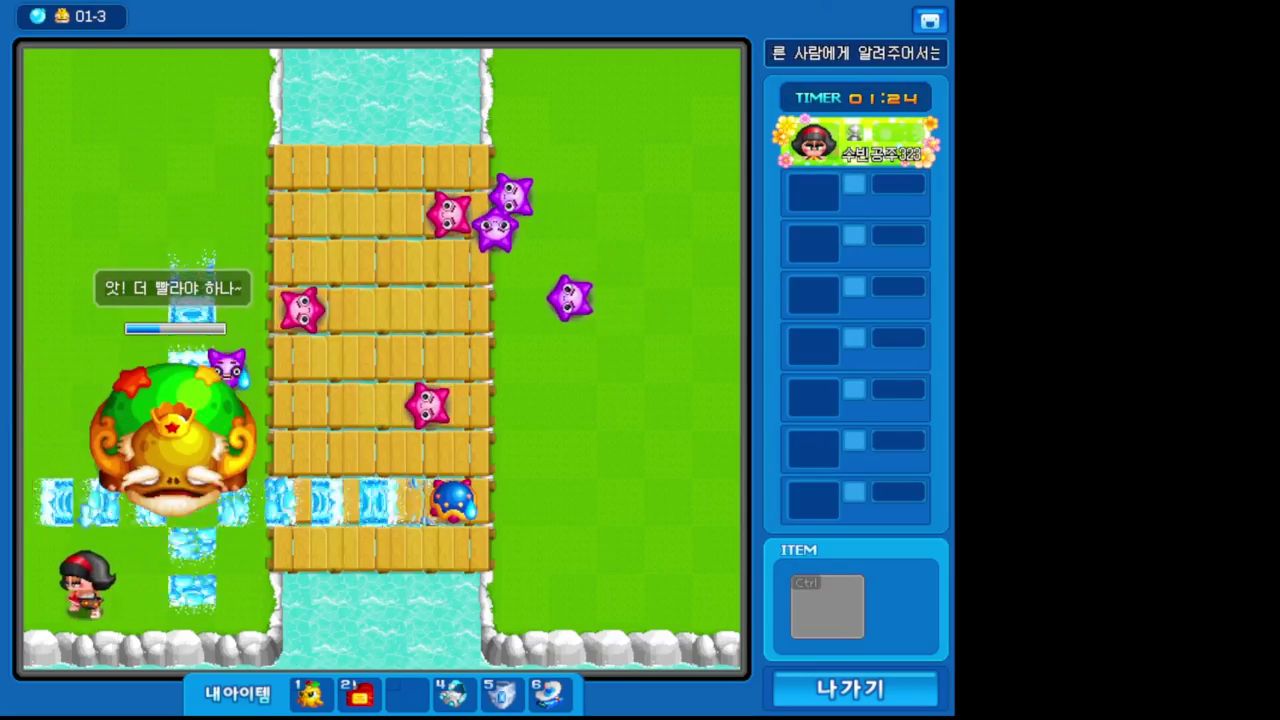 01-3
른 사람에게 알려주어서는
TIMER 01:24
수빈공주323
앗! 더 빨라야 하나~
ITEM
Ctrl
내아이템
1
2
4
5
6
나가기